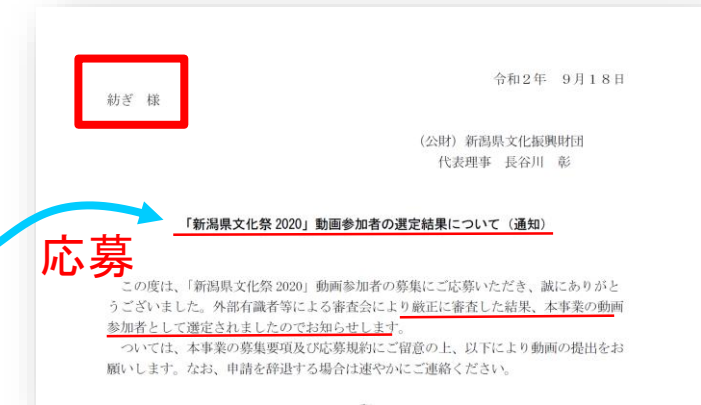 令和2年 9月18日
紡ぎ 様
(公財)新潟県文化振興財団
代表理事 長谷川 彰
「新潟県文化祭 2020」動画参加者の選定結果について(通知)
応募
この度は、「新潟県文化祭 2020」動画参加者の募集にご応募いただき、誠にありがと
うございました。外部有識者等による審査会により厳正に審査した結果、本事業の動画
参加者として選定されましたのでお知らせします。
ついては、本事業の募集要項及び応募規約にご留意の上、以下により動画の提出をお
願いします。なお、申請を辞退する場合は速やかにご連絡ください。